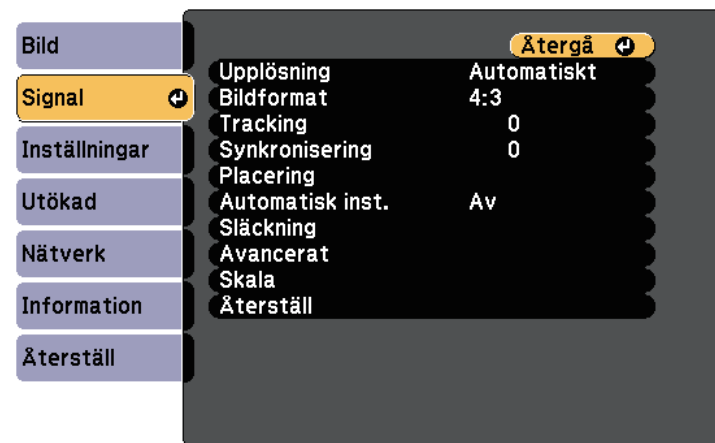 Bild
Signal
Inställningar
Utökad
Nätverk
Information
Återställ
Återgå
Upplösning Automatiskt
Bildformat 4:3
Tracking 0
Synkronisering 0
Placering
Automatisk inst. Av
Släckning
Avancerat
Skala
Återställ